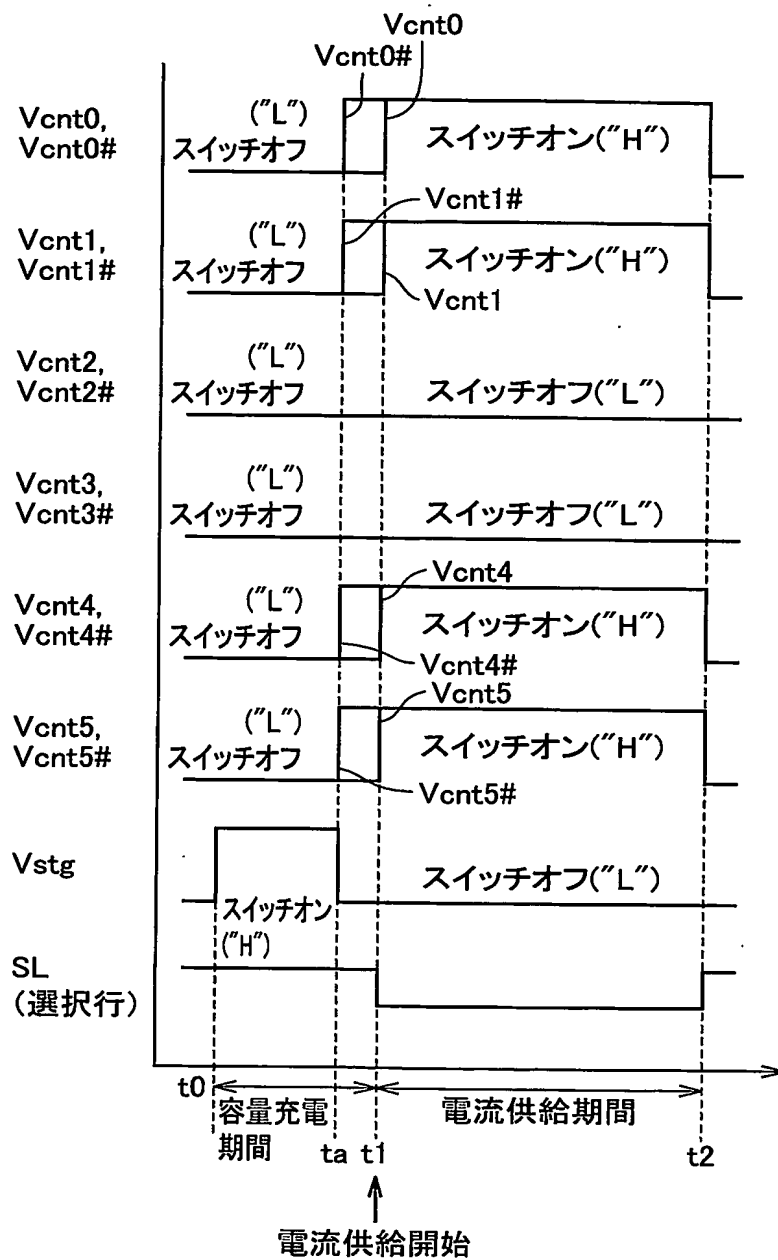 Vcnt0
Vcnt0#
Vcnt0,
Vcnt0#
("L")
スイッチオフ
スイッチオン("H")
Vcnt1#
Vcnt1,
Vcnt1#
("L")
スイッチオフ
スイッチオン("H")
Vcnt1
Vcnt2,
Vcnt2#
("L")
スイッチオフ
スイッチオフ("L")
Vcnt3,
Vcnt3#
("L")
スイッチオフ
スイッチオフ("L")
Vcnt4
Vcnt4,
Vcnt4#
("L")
スイッチオフ
スイッチオン("H")
Vcnt4#
Vcnt5
Vcnt5,
Vcnt5#
("L")
スイッチオフ
スイッチオン("H")
Vcnt5#
Vstg
スイッチオフ("L")
スイッチオン
("H")
SL
(選択行)
t0
容量充電
期間
電流供給期間
ta t1
t2
電流供給開始